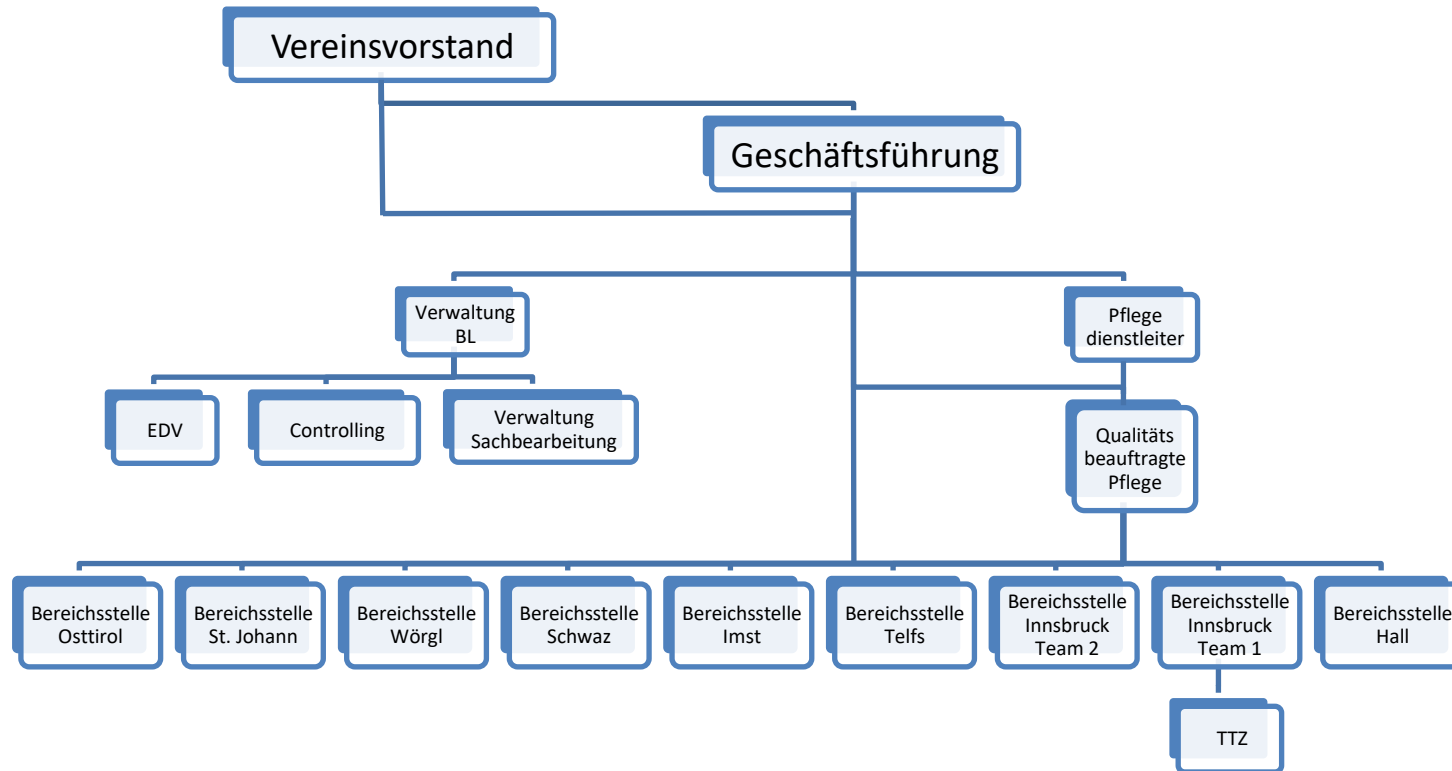 Vereinsvorstand
Geschäftsführung
Verwaltung
BL
Pflege
dienstleiter
EDV
Controlling
Verwaltung
Sachbearbeitung
Qualitäts
beauftragte
Pflege
Bereichsstelle
Osttirol
Bereichsstelle
St. Johann
Bereichsstelle
Wörgl
Bereichsstelle
Schwaz
Bereichsstelle
Imst
Bereichsstelle
Telfs
Bereichsstelle
Innsbruck
Team 2
Bereichsstelle
Innsbruck
Team 1
Bereichsstelle
Hall
TTZ